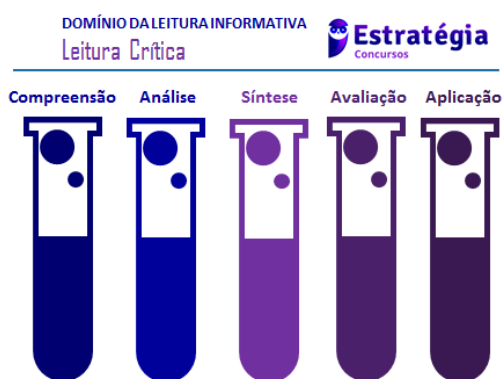 DOMÍNIO DA LEITURA INFORMATIVA
Leitura Crítica
Estratégia
Concursos
Compreensão Análise Síntese Avaliação Aplicação